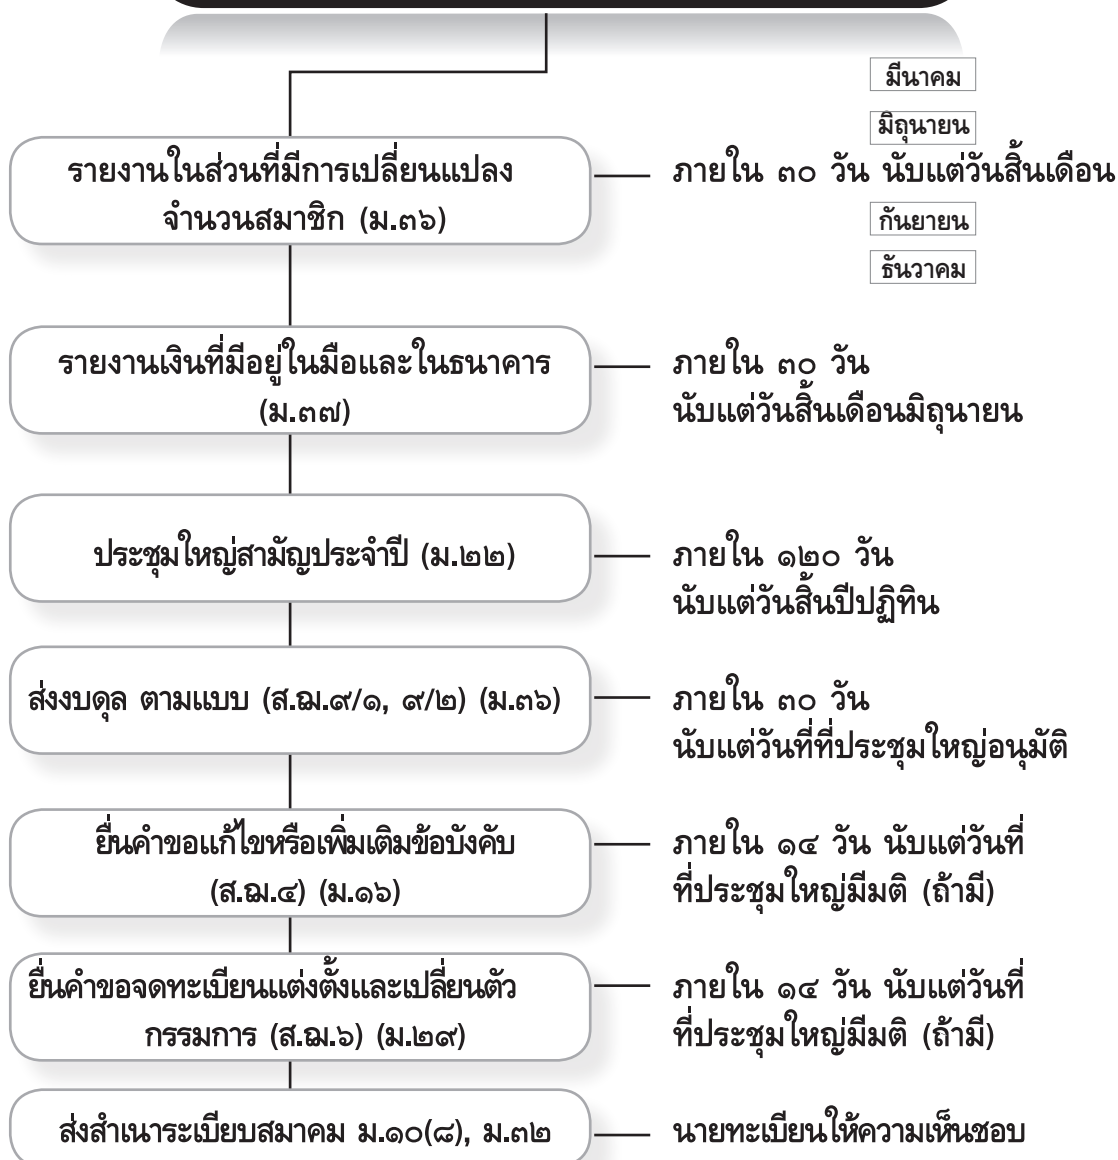 มีนาคม
มิถุนายน
รายงานในส่วนที่มีการเปลี่ยนแปลง
จำนวนสมาชิก (ม.๓๖)
ภายใน ๓๐ วัน นับแต่วันสิ้นเดือน
กันยายน
ธันวาคม
รายงานเงินที่มีอยู่ในมือและในธนาคาร
(ม.๓๗)
ภายใน ๓๐ วัน
นับแต่วันสิ้นเดือนมิถุนายน
ประชุมใหญ่สามัญประจำปี (ม.๒๒)
ภายใน ๑๒๐ วัน
นับแต่วันสิ้นปีปฏิทิน
ส่งงบดุล ตามแบบ (ส.ฌ.๙/๑, ๙/๒) (ม.๓๖)
ภายใน ๓๐ วัน
นับแต่วันที่ที่ประชุมใหญ่อนุมัติ
ยื่นคำขอแก้ไขหรือเพิ่มเติมข้อบังคับ
(ส.ฌ.๔) (ม.๑๖)
ภายใน ๑๔ วัน นับแต่วันที่
ที่ประชุมใหญ่มีมติ (ถ้ามี)
ยื่นคำขอจดทะเบียนแต่งตั้งและเปลี่ยนตัว
กรรมการ (ส.ฌ.๖) (ม.๒๙)
ภายใน ๑๔ วัน นับแต่วันที่
ที่ประชุมใหญ่มีมติ (ถ้ามี)
ส่งสำเนาระเบียบสมาคม ม.๑๐(๘), ม.๓๒
นายทะเบียนให้ความเห็นชอบ